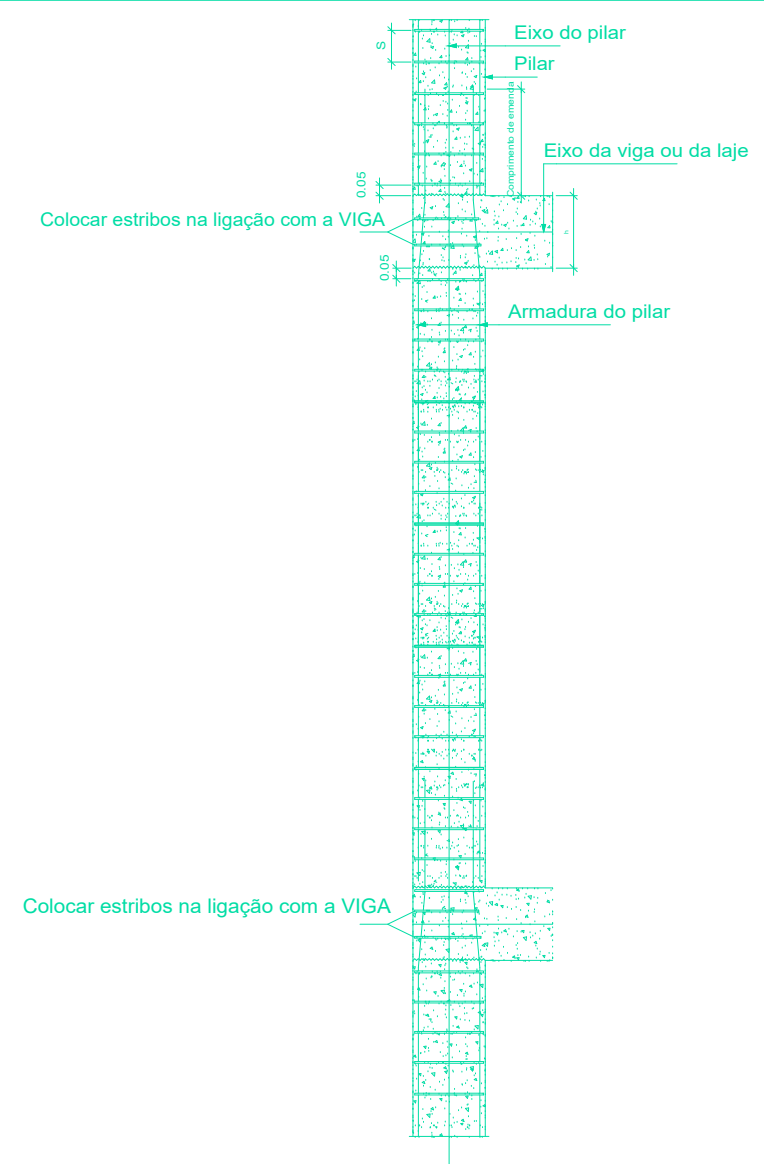 Eixo do pilar
S
Pilar
Comprimento de emenda
Eixo da viga ou da laje
0.05
Colocar estribos na ligação com a VIGA
h
0.05
Armadura do pilar
Colocar estribos na ligação com a VIGA